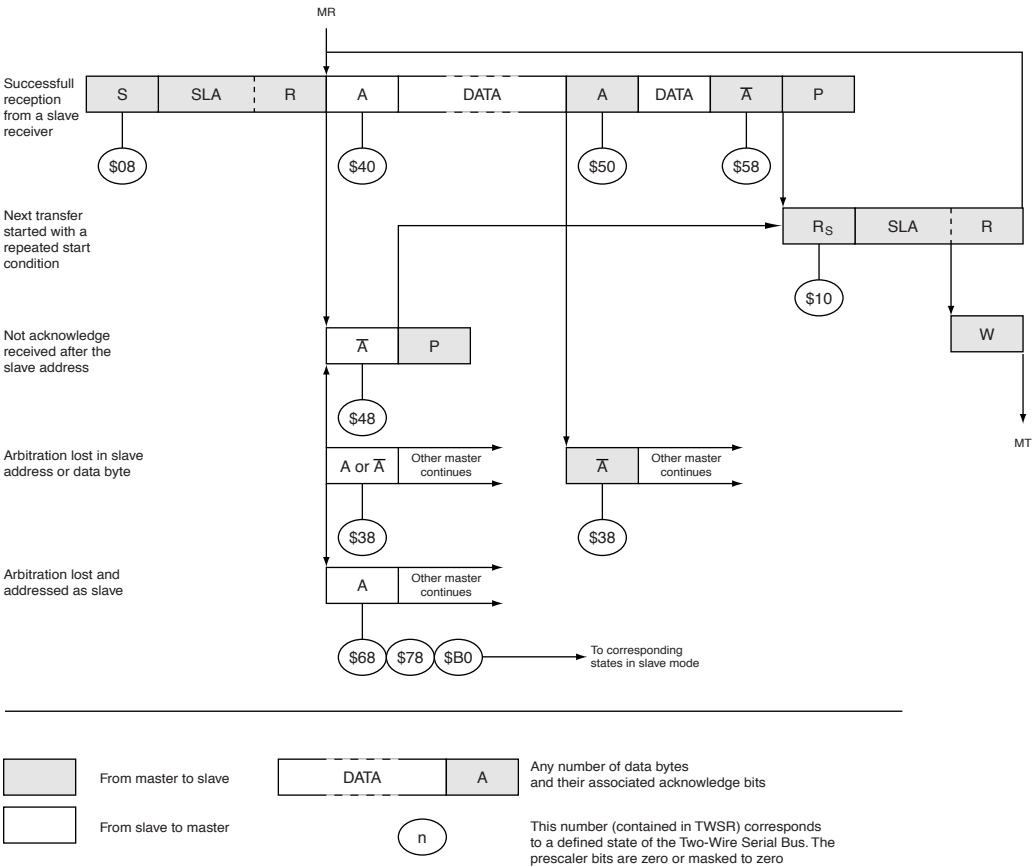 MR
Successfull
reception
from a slave
receiver
S SLA R A DATA A DATA A̅ P
$08 $40 $50 $58
Next transfer
started with a
repeated start
condition
RS SLA R
$10
Not acknowledge
received after the
slave address
A̅ P
W
$48
MT
Arbitration lost in slave
address or data byte
A or A̅ Other master
continues
A̅ Other master
continues
$38 $38
Arbitration lost and
addressed as slave
A Other master
continues
$68 $78 $B0 To corresponding
states in slave mode
From master to slave
DATA A Any number of data bytes
and their associated acknowledge bits
From slave to master
n This number (contained in TWSR) corresponds
to a defined state of the Two-Wire Serial Bus. The
prescaler bits are zero or masked to zero